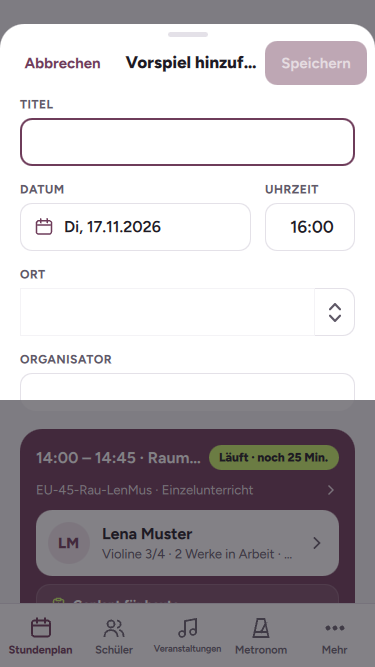 Abbrechen
Vorspiel hinzuf...
Speichern
TITEL
DATUM
UHRZEIT
Di, 17.11.2026
16:00
ORT
ORGANISATOR
14:00 – 14:45 · Raum...
Läuft · noch 25 Min.
EU-45-Rau-LenMus · Einzelunterricht
LM
Lena Muster
Violine 3/4 · 2 Werke in Arbeit · ...
Stundenplan
Schüler
Veranstaltungen
Metronom
Mehr